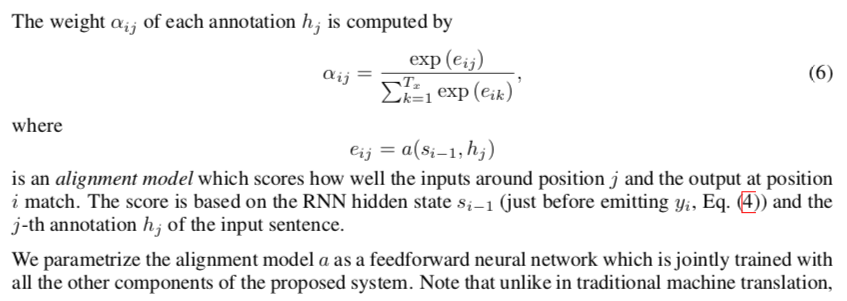 The weight αij of each annotation hj is computed by
αij = exp (eij) / ∑k=1Tx exp (eik) , (6)
where
eij = a(si−1, hj)
is an alignment model which scores how well the inputs around position j and the output at position
i match. The score is based on the RNN hidden state si−1 (just before emitting yi, Eq. (4)) and the
j-th annotation hj of the input sentence.
We parametrize the alignment model a as a feedforward neural network which is jointly trained with
all the other components of the proposed system. Note that unlike in traditional machine translation,